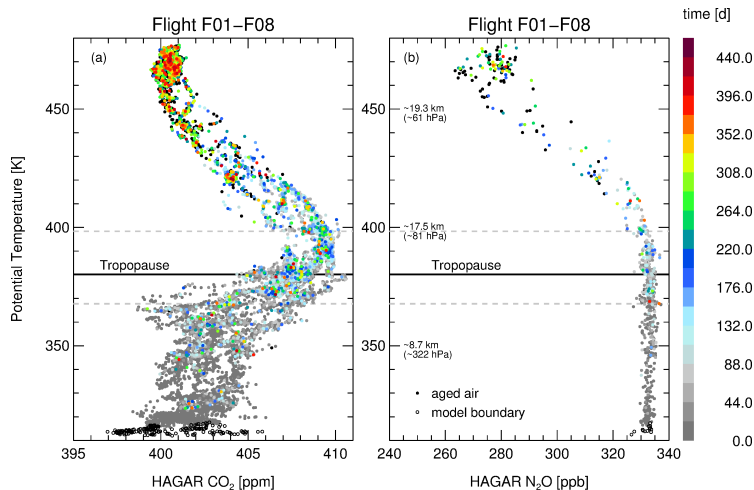 Flight F01−F08
Flight F01−F08
time [d]
(a)
(b)
440.0
396.0
352.0
308.0
264.0
220.0
176.0
132.0
88.0
44.0
0.0
Potential Temperature [K]
450
400
350
Tropopause
395
400
405
410
HAGAR CO₂ [ppm]
450
400
350
~19.3 km
(~61 hPa)
~17.5 km
(~81 hPa)
Tropopause
~8.7 km
(~322 hPa)
aged air
model boundary
240
260
280
300
320
340
HAGAR N₂O [ppb]